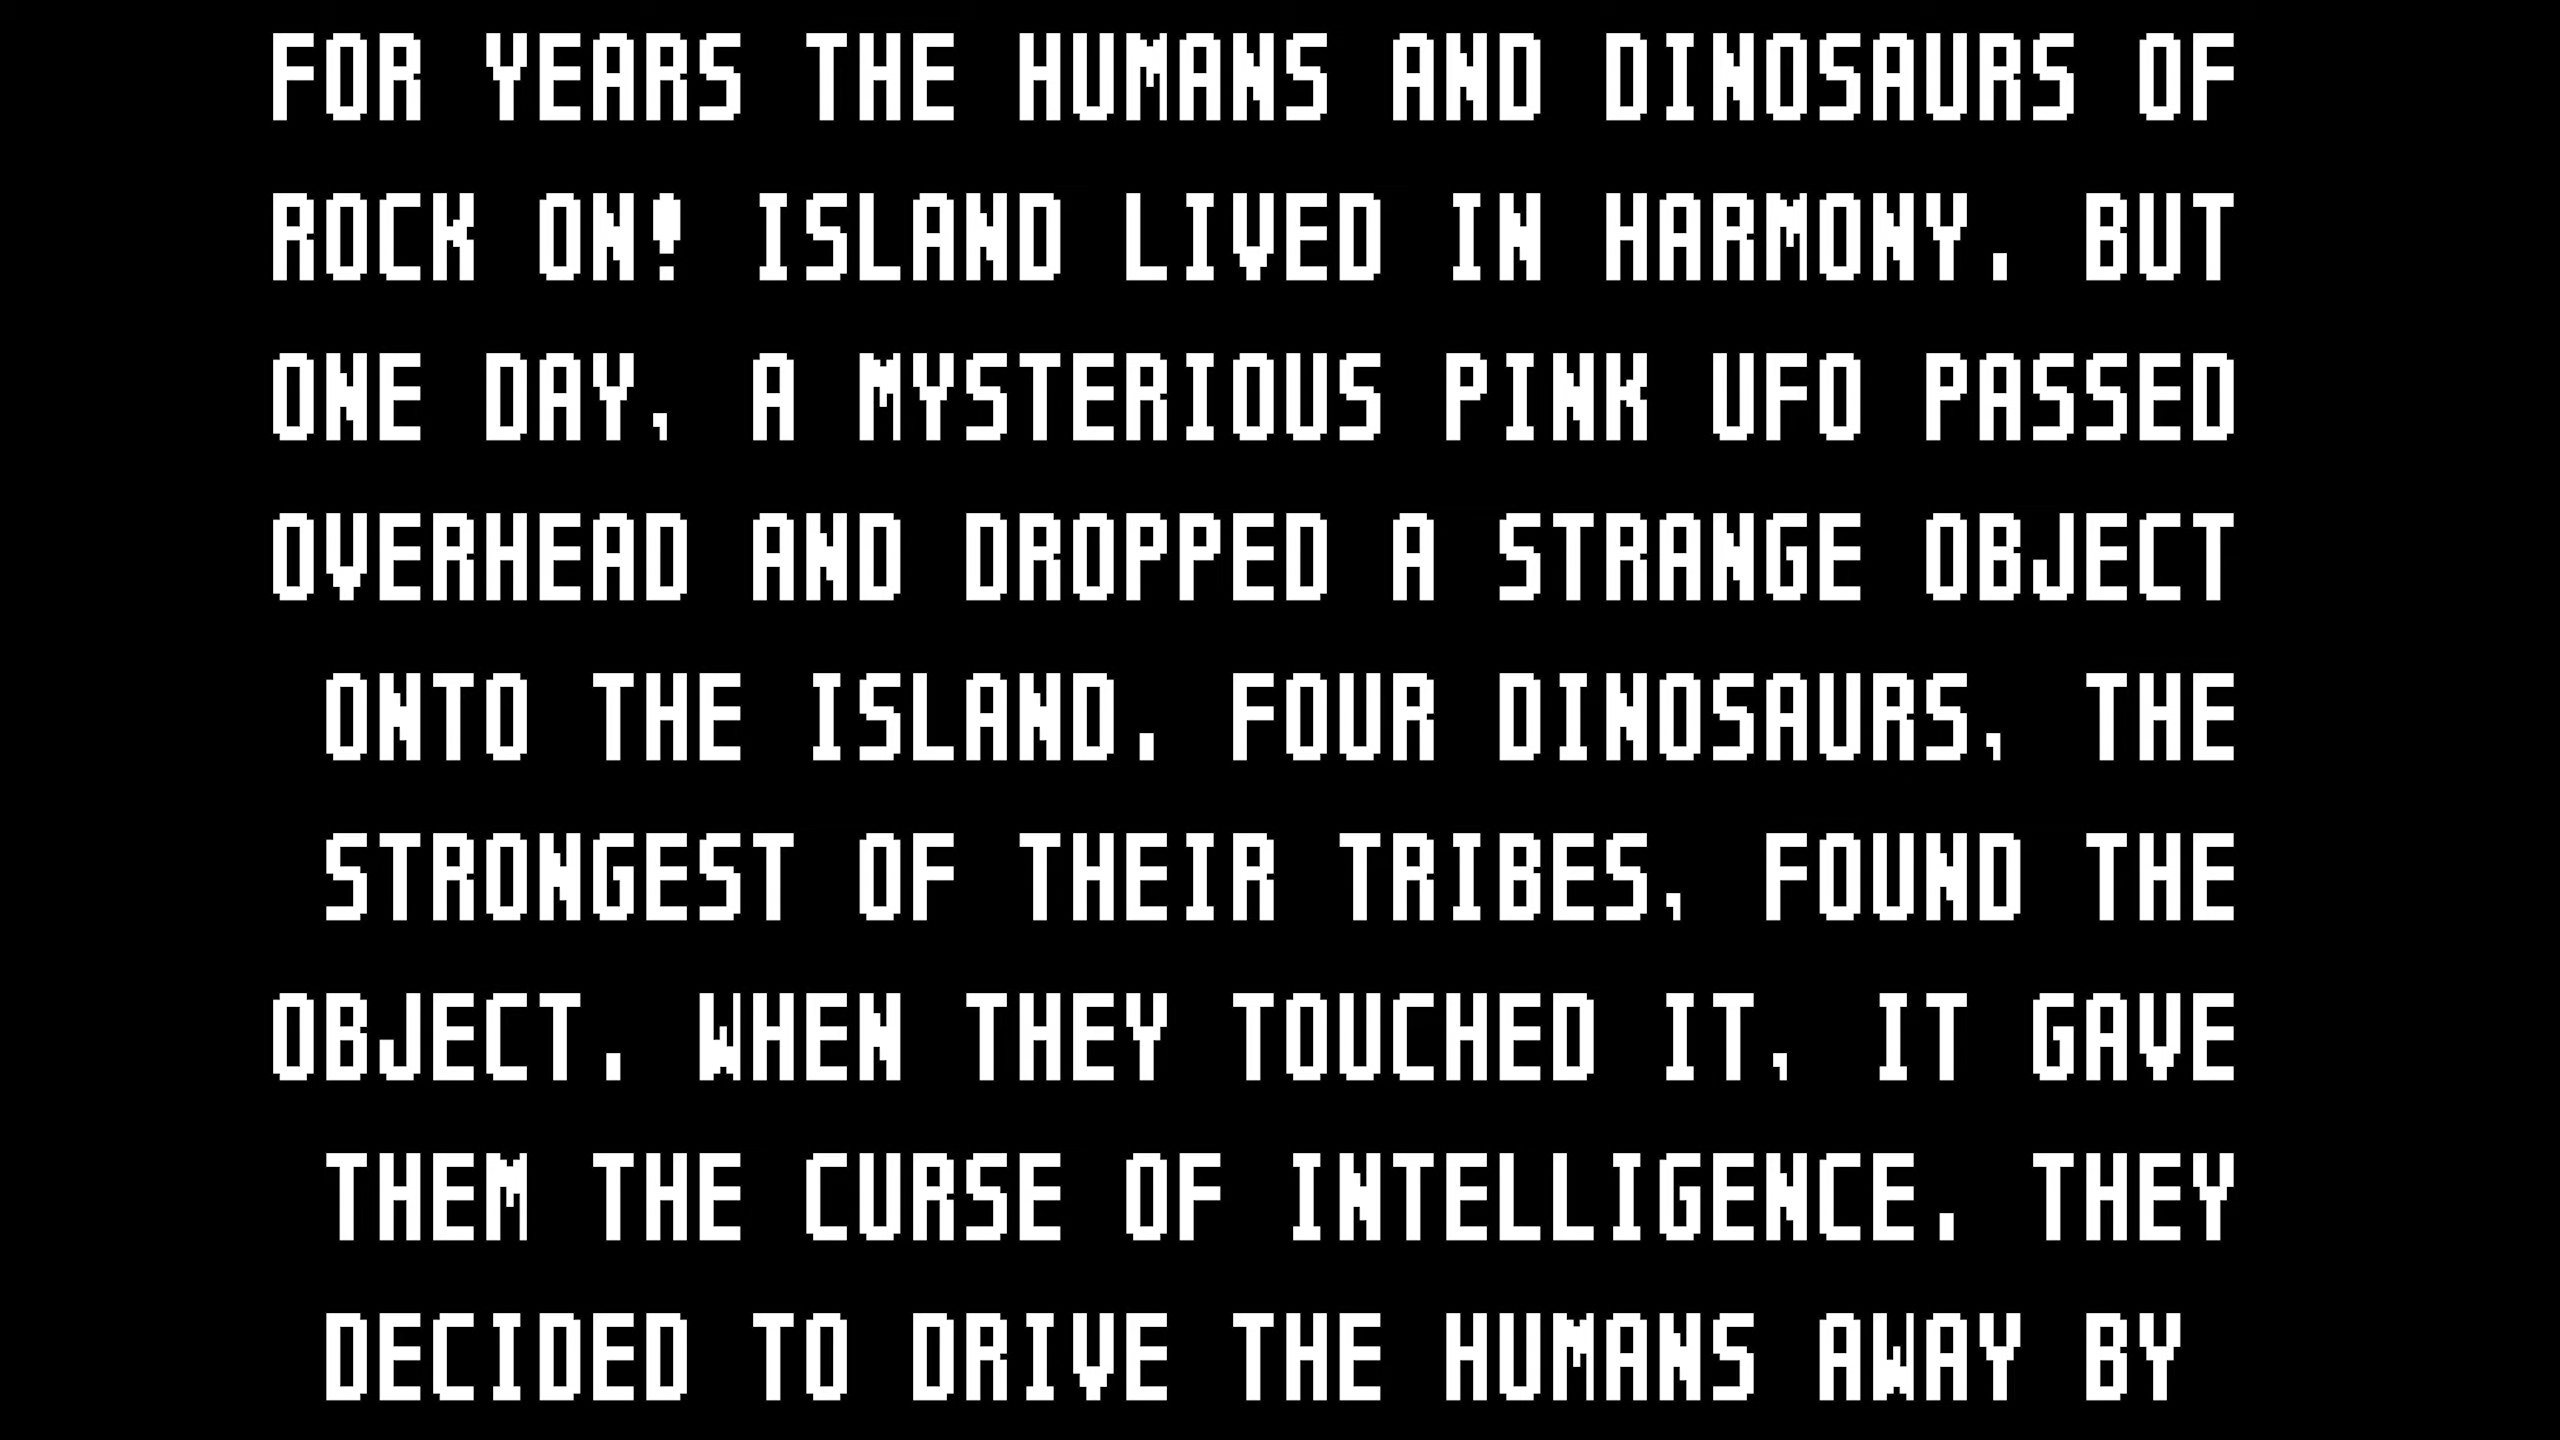 FOR YEARS THE HUMANS AND DINOSAURS OF
ROCK ON! ISLAND LIVED IN HARMONY. BUT
ONE DAY, A MYSTERIOUS PINK UFO PASSED
OVERHEAD AND DROPPED A STRANGE OBJECT
ONTO THE ISLAND. FOUR DINOSAURS, THE
STRONGEST OF THEIR TRIBES, FOUND THE
OBJECT. WHEN THEY TOUCHED IT, IT GAVE
THEM THE CURSE OF INTELLIGENCE. THEY
DECIDED TO DRIVE THE HUMANS AWAY BY